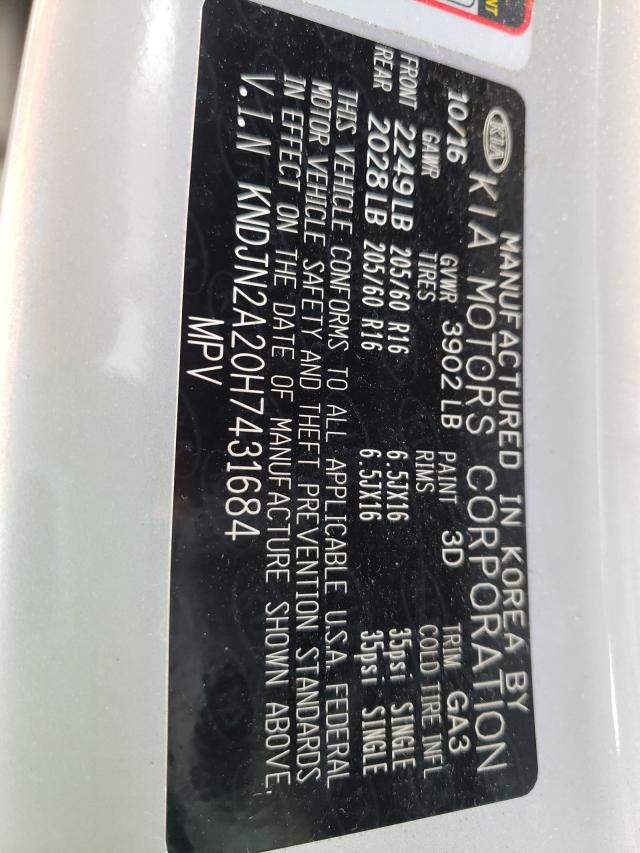 NT
MANUFACTURED IN KOREA BY
KIA KIA MOTORS CORPORATION
10/16 GVWR 3902LB PAINT 3D TRIM GA3
GAWR TIRES RIMS COLD TIRE INFL
FRONT 2249LB 205/60 R16 6.5JX16 35psi SINGLE
REAR 2028LB 205/60 R16 6.5JX16 35psi SINGLE
THIS VEHICLE CONFORMS TO ALL APPLICABLE U.S.A. FEDERAL
MOTOR VEHICLE SAFETY AND THEFT PREVENTION STANDARDS
IN EFFECT ON THE DATE OF MANUFACTURE SHOWN ABOVE.
V.I.N KNDJN2A20H7431684
MPV